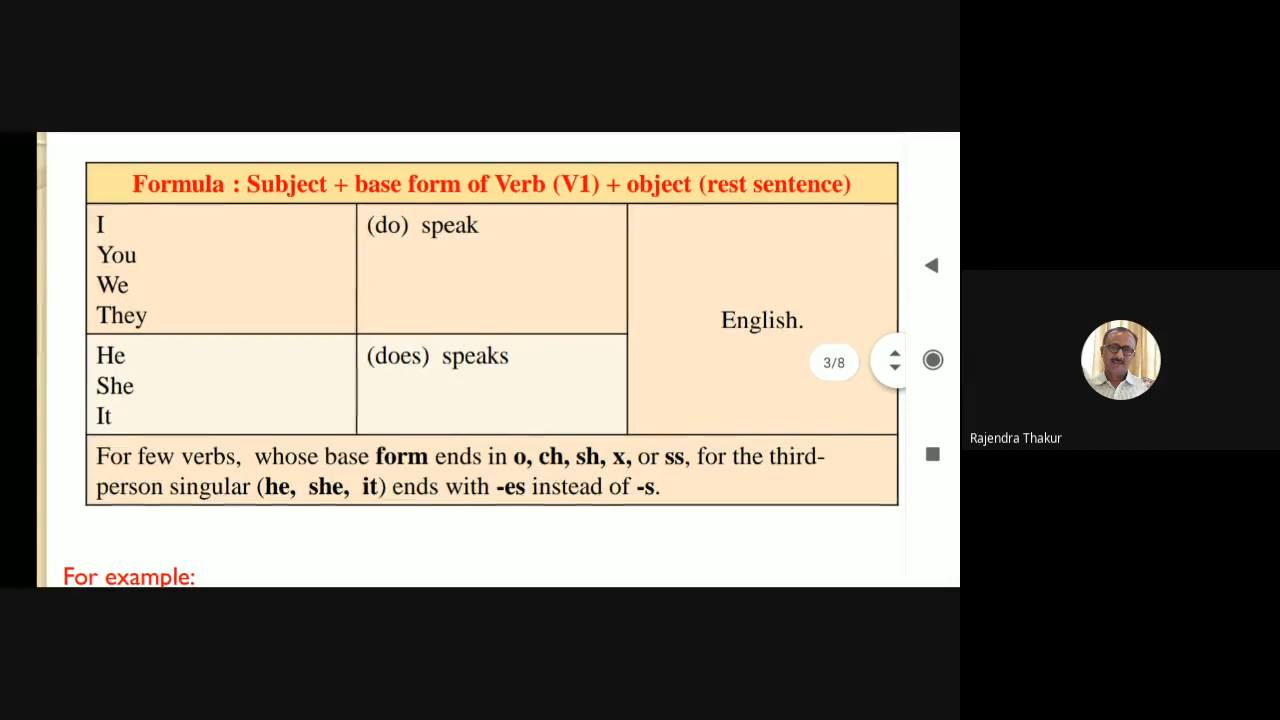 Formula : Subject + base form of Verb (V1) + object (rest sentence)
I
You
We
They
(do) speak
English.
He
She
It
(does) speaks
3/8
For few verbs, whose base form ends in o, ch, sh, x, or ss, for the third-
person singular (he, she, it) ends with -es instead of -s.
For example:
Rajendra Thakur